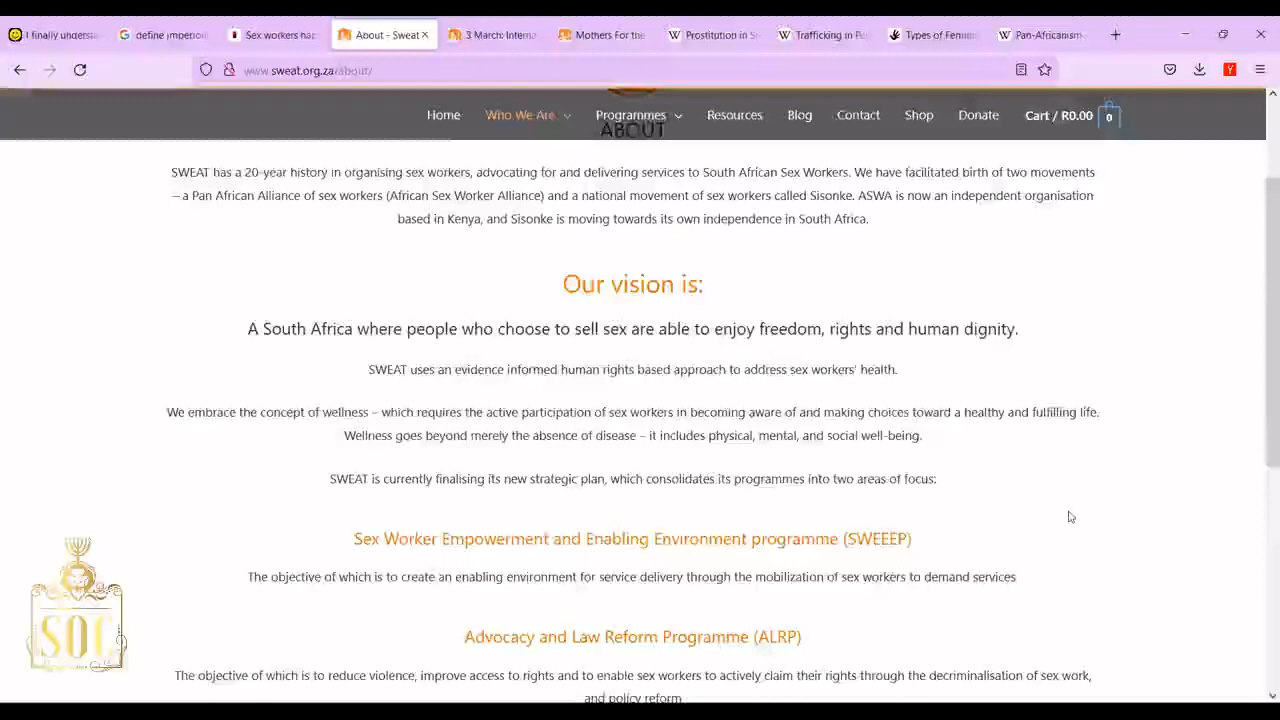 I finally underst
define imperion
Sex workers ha
About - Sweat
3 March: Interna
Mothers For the
Prostitution in S
Trafficking in Pe
Types of Femin
Pan-Africanism
www.sweat.org.za/about/
Home Who We Are Programmes Resources Blog Contact Shop Donate Cart / R0.00 0
ABOUT
SWEAT has a 20-year history in organising sex workers, advocating for and delivering services to South African Sex Workers. We have facilitated birth of two movements
– a Pan African Alliance of sex workers (African Sex Worker Alliance) and a national movement of sex workers called Sisonke. ASWA is now an independent organisation
based in Kenya, and Sisonke is moving towards its own independence in South Africa.
Our vision is:
A South Africa where people who choose to sell sex are able to enjoy freedom, rights and human dignity.
SWEAT uses an evidence informed human rights based approach to address sex workers' health.
We embrace the concept of wellness – which requires the active participation of sex workers in becoming aware of and making choices toward a healthy and fulfilling life.
Wellness goes beyond merely the absence of disease – it includes physical, mental, and social well-being.
SWEAT is currently finalising its new strategic plan, which consolidates its programmes into two areas of focus:
Sex Worker Empowerment and Enabling Environment programme (SWEEEP)
The objective of which is to create an enabling environment for service delivery through the mobilization of sex workers to demand services
SOC
Advocacy and Law Reform Programme (ALRP)
The objective of which is to reduce violence, improve access to rights and to enable sex workers to actively claim their rights through the decriminalisation of sex work,
and policy reform